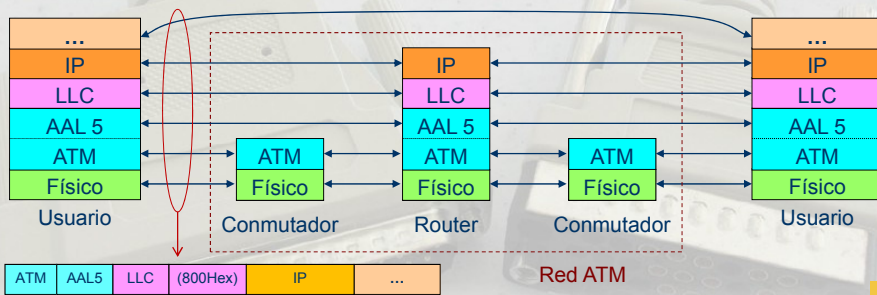 ... ...
IP IP IP
LLC LLC LLC
AAL 5 AAL 5 AAL 5
ATM ATM ATM ATM ATM
Físico Físico Físico Físico Físico
Usuario Conmutador Router Conmutador Usuario
Red ATM
ATM AAL5 LLC (800Hex) IP ...